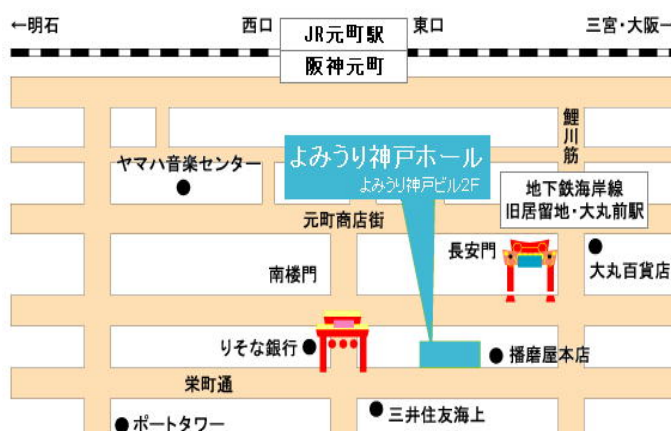 ←明石
西口
JR元町駅
東口
三宮・大阪
阪神元町
鯉川筋
ヤマハ音楽センター
よみうり神戸ホール
よみうり神戸ビル2F
地下鉄海岸線
旧居留地・大丸前駅
元町商店街
長安門
大丸百貨店
南楼門
りそな銀行
播磨屋本店
栄町通
三井住友海上
ポートタワー